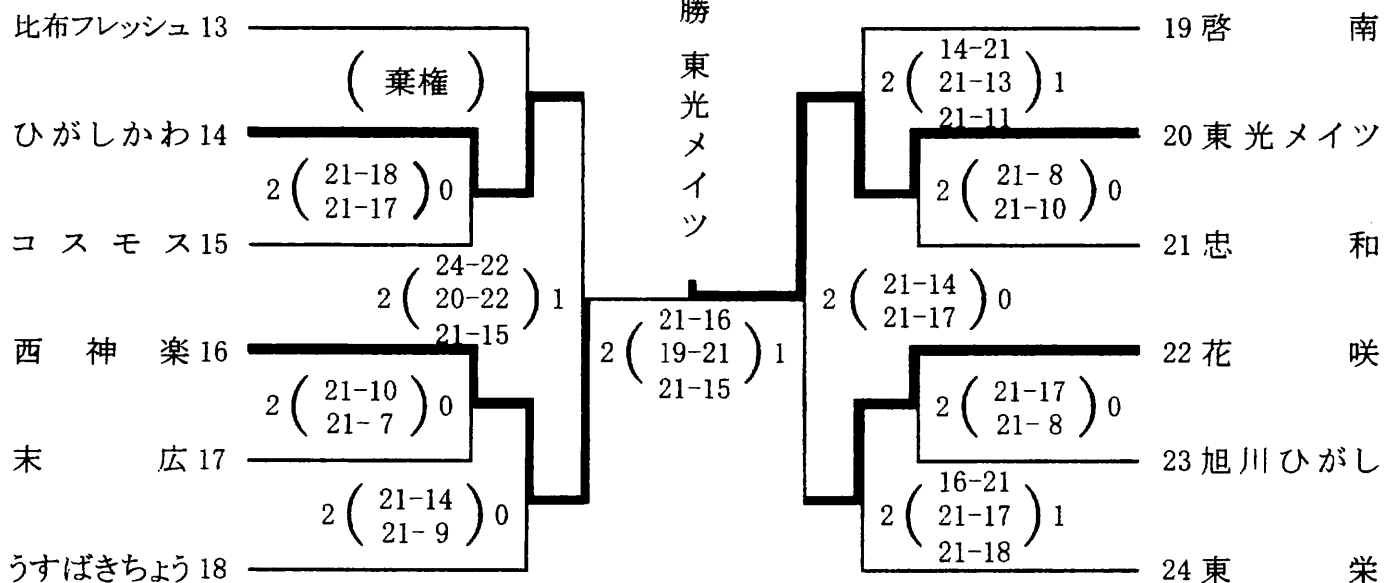 勝 東光メイツ
比布フレッシュ 13
(棄権)
ひがしかわ 14
2 (21-18 21-17) 0
コスモス 15
2 (24-22 20-22 21-15) 1
西神楽 16
2 (21-10 21-7) 0
末広 17
2 (21-14 21-9) 0
うすばきちょう 18
2 (21-16 19-21 21-15) 1
19 啓南
2 (14-21 21-13 21-11) 1
20 東光メイツ
2 (21-8 21-10) 0
21 忠和
2 (21-14 21-17) 0
22 花咲
2 (21-17 21-8) 0
23 旭川ひがし
2 (16-21 21-17 21-18) 1
24 東栄